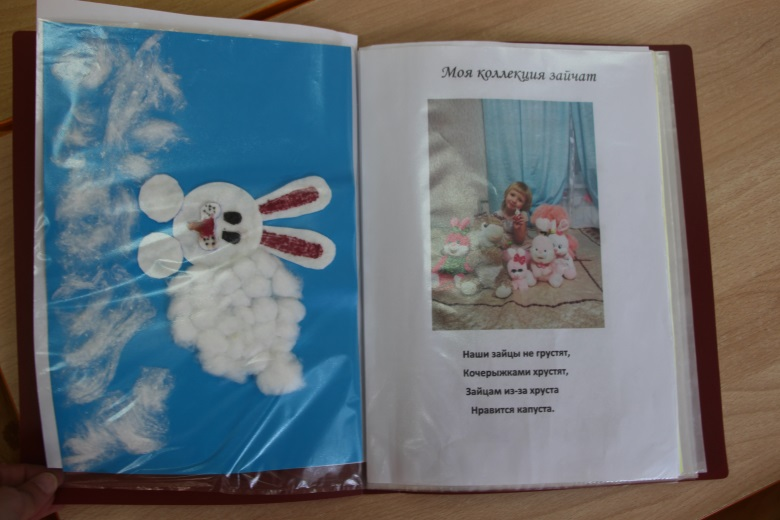 Моя коллекция зайчат
Наши зайцы не грустят,
Кочерыжками хрустят,
Зайцам из-за хруста
Нравится капуста.